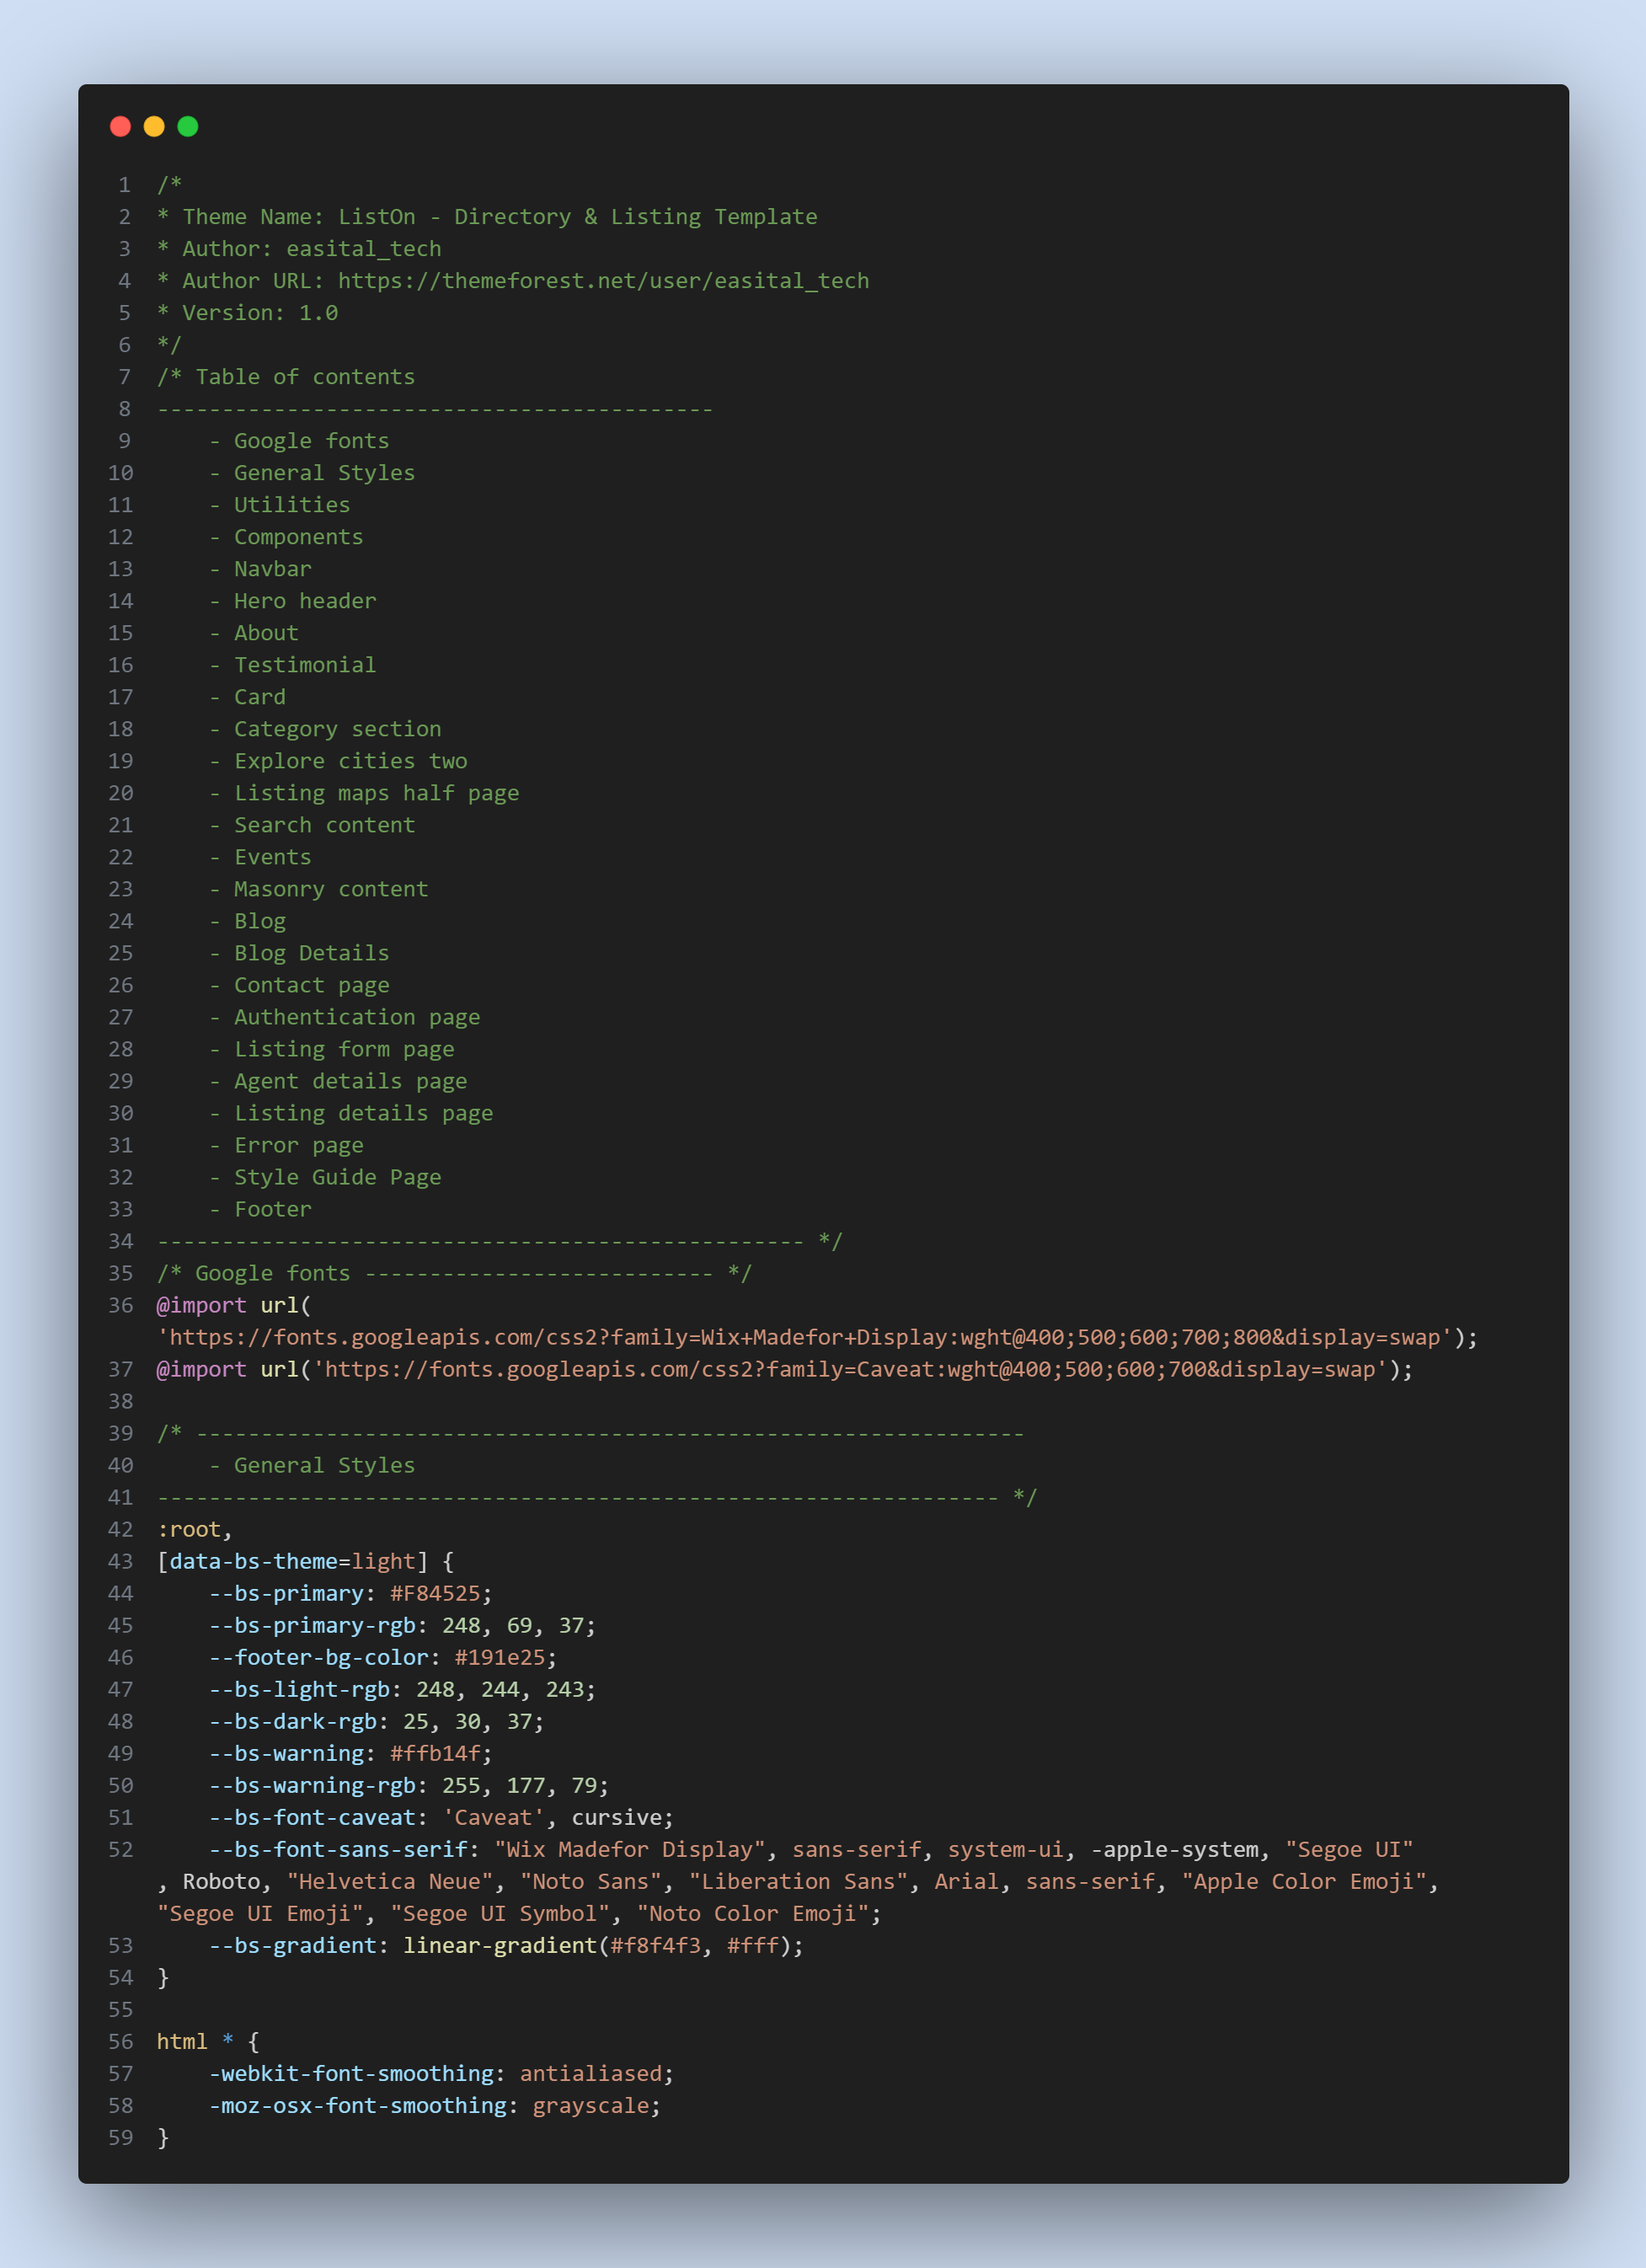 1 /*
2 * Theme Name: ListOn - Directory & Listing Template
3 * Author: easital_tech
4 * Author URL: https://themeforest.net/user/easital_tech
5 * Version: 1.0
6 */
7 /* Table of contents
8 -------------------------------------------
9     - Google fonts
10     - General Styles
11     - Utilities
12     - Components
13     - Navbar
14     - Hero header
15     - About
16     - Testimonial
17     - Card
18     - Category section
19     - Explore cities two
20     - Listing maps half page
21     - Search content
22     - Events
23     - Masonry content
24     - Blog
25     - Blog Details
26     - Contact page
27     - Authentication page
28     - Listing form page
29     - Agent details page
30     - Listing details page
31     - Error page
32     - Style Guide Page
33     - Footer
34 -------------------------------------------------- */
35 /* Google fonts --------------------------- */
36 @import url(
'https://fonts.googleapis.com/css2?family=Wix+Madefor+Display:wght@400;500;600;700;800&display=swap');
37 @import url('https://fonts.googleapis.com/css2?family=Caveat:wght@400;500;600;700&display=swap');
38
39 /* ----------------------------------------------------------------
40     - General Styles
41 ----------------------------------------------------------------- */
42 :root,
43 [data-bs-theme=light] {
44     --bs-primary: #F84525;
45     --bs-primary-rgb: 248, 69, 37;
46     --footer-bg-color: #191e25;
47     --bs-light-rgb: 248, 244, 243;
48     --bs-dark-rgb: 25, 30, 37;
49     --bs-warning: #ffb14f;
50     --bs-warning-rgb: 255, 177, 79;
51     --bs-font-caveat: 'Caveat', cursive;
52     --bs-font-sans-serif: "Wix Madefor Display", sans-serif, system-ui, -apple-system, "Segoe UI"
, Roboto, "Helvetica Neue", "Noto Sans", "Liberation Sans", Arial, sans-serif, "Apple Color Emoji",
"Segoe UI Emoji", "Segoe UI Symbol", "Noto Color Emoji";
53     --bs-gradient: linear-gradient(#f8f4f3, #fff);
54 }
55
56 html * {
57     -webkit-font-smoothing: antialiased;
58     -moz-osx-font-smoothing: grayscale;
59 }